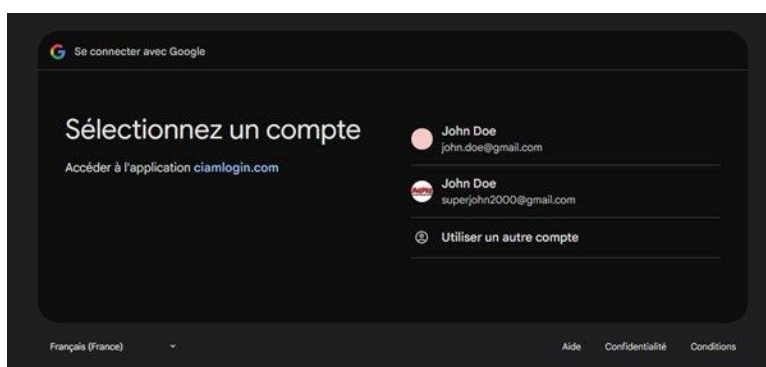 Se connecter avec Google
Sélectionnez un compte
Accéder à l'application ciamlogin.com
John Doe
john.doe@gmail.com
John Doe
superjohn2000@gmail.com
Utiliser un autre compte
Français (France)
Aide Confidentialité Conditions